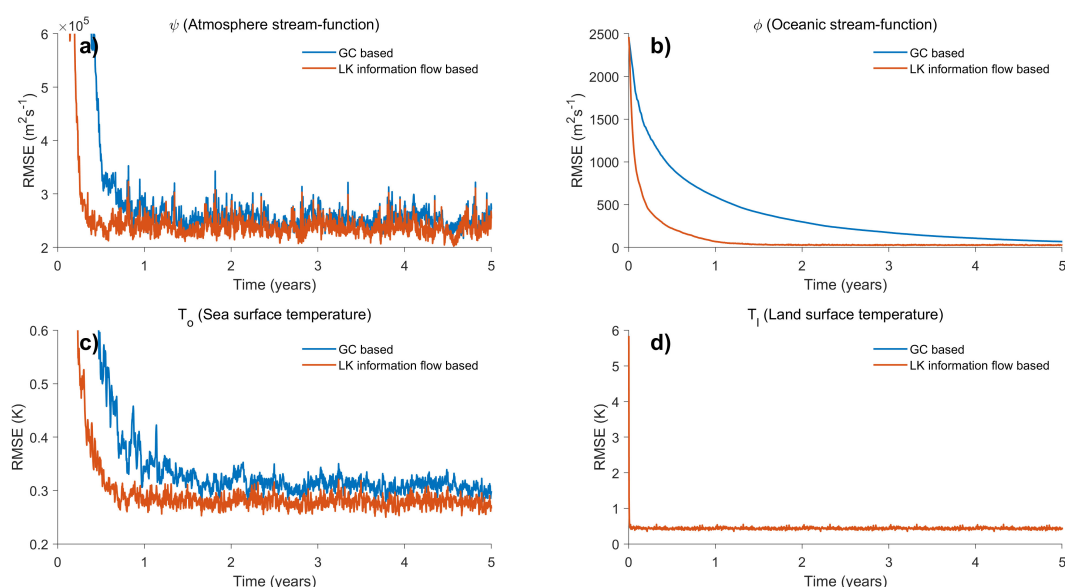 ψ (Atmosphere stream-function)
×10⁵
a)
6
5
4
3
2
RMSE (m²s⁻¹)
GC based
LK information flow based
0 1 2 3 4 5
Time (years)
ϕ (Oceanic stream-function)
b)
2500
2000
1500
1000
500
0
RMSE (m²s⁻¹)
GC based
LK information flow based
0 1 2 3 4 5
Time (years)
Tₒ (Sea surface temperature)
c)
0.6
0.5
0.4
0.3
0.2
RMSE (K)
GC based
LK information flow based
0 1 2 3 4 5
Time (years)
Tₗ (Land surface temperature)
d)
6
5
4
3
2
1
0
RMSE (K)
GC based
LK information flow based
0 1 2 3 4 5
Time (years)